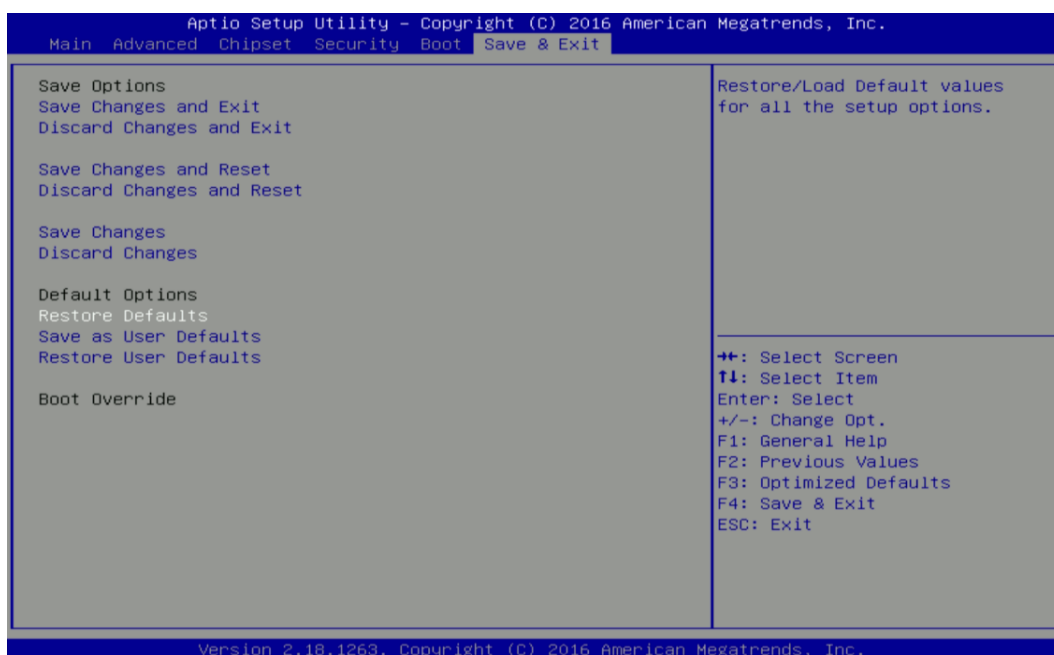 Aptio Setup Utility – Copyright (C) 2016 American Megatrends, Inc.
Main Advanced Chipset Security Boot Save & Exit
Save Options
Save Changes and Exit
Discard Changes and Exit
Save Changes and Reset
Discard Changes and Reset
Save Changes
Discard Changes
Default Options
Restore Defaults
Save as User Defaults
Restore User Defaults
Boot Override
Restore/Load Default values
for all the setup options.
→←: Select Screen
↑↓: Select Item
Enter: Select
+/-: Change Opt.
F1: General Help
F2: Previous Values
F3: Optimized Defaults
F4: Save & Exit
ESC: Exit
Version 2.18.1263. Copyright (C) 2016 American Megatrends, Inc.